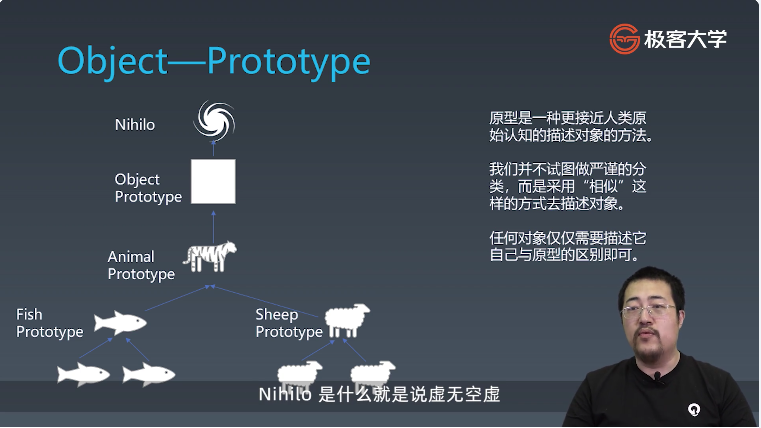 极客大学
Object—Prototype
Nihilo
Object
Prototype
Animal
Prototype
Fish
Prototype
Sheep
Prototype
原型是一种更接近人类原
始认知的描述对象的方法。
我们并不试图做严谨的分
类，而是采用“相似”这
样的方式去描述对象。
任何对象仅仅需要描述它
自己与原型的区别即可。
Nihilo 是什么就是说虚无空虚